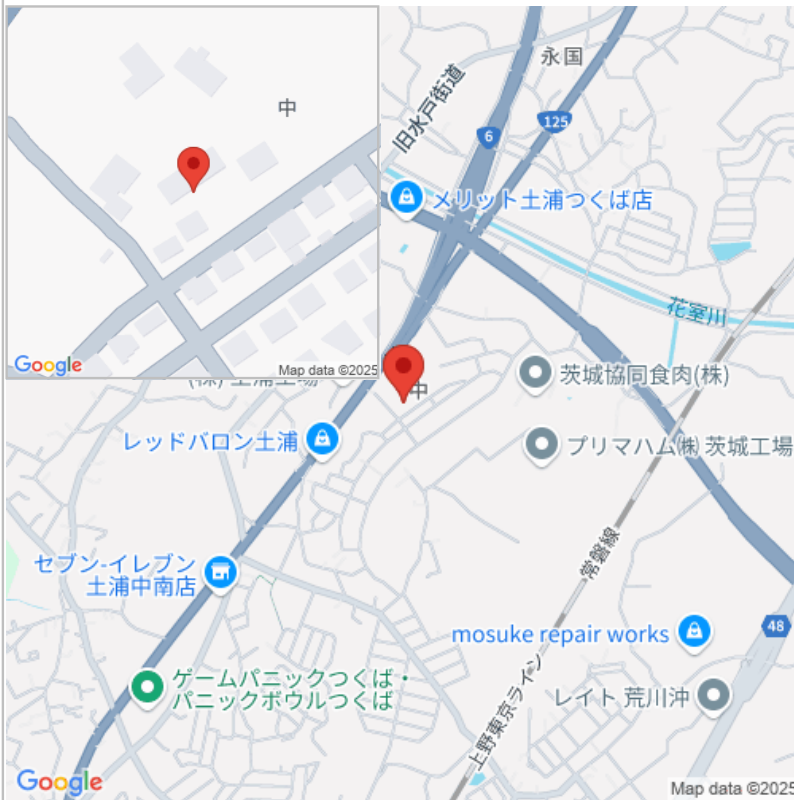 中
Google
Map data ©2025
永国
旧水戸街道
125
6
メリット土浦つくば店
花室川
中
茨城協同食肉(株)
レッドバロン土浦
プリマハム㈱ 茨城工場
常磐線
セブン-イレブン
土浦中南店
mosuke repair works
48
ゲームパニックつくば・
パニックボウルつくば
レイト 荒川沖
上野東京ライン
Google
Map data ©2025